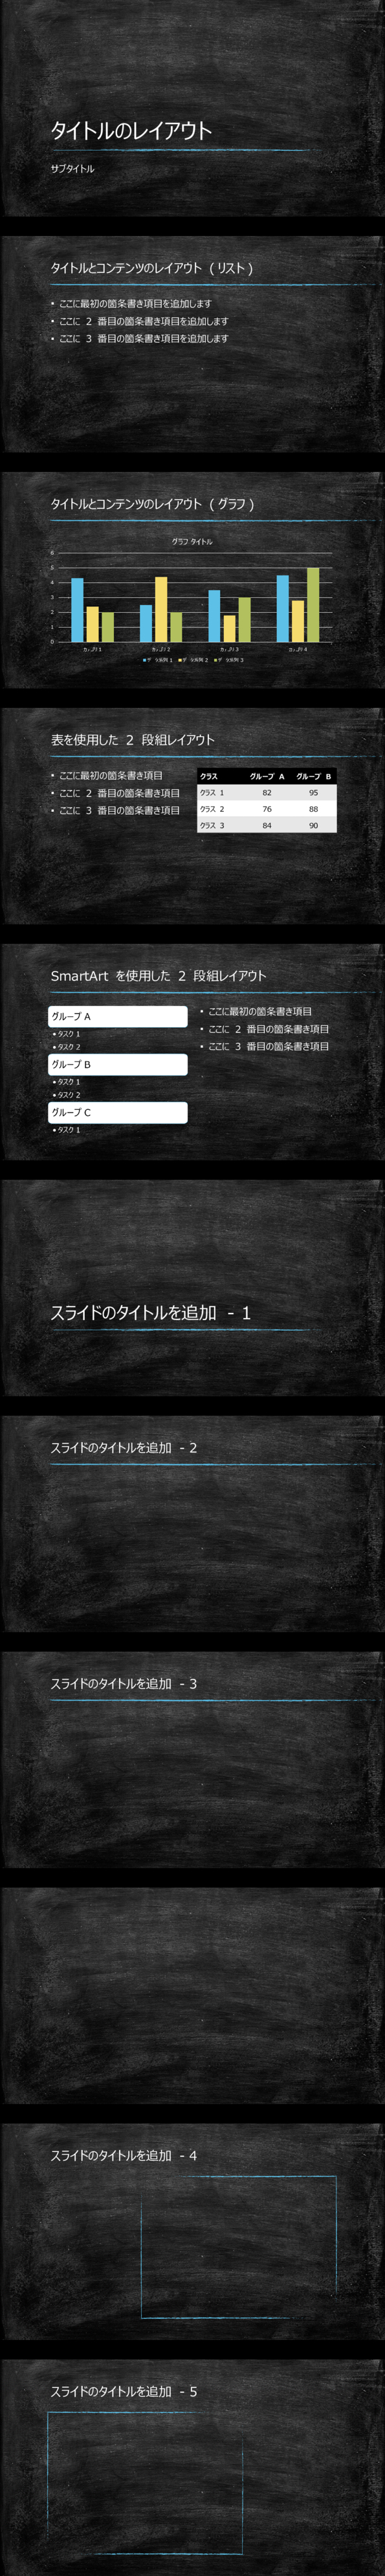 タイトルのレイアウト
サブタイトル
タイトルとコンテンツのレイアウト (リスト)
• ここに最初の箇条書き項目を追加します
• ここに 2 番目の箇条書き項目を追加します
• ここに 3 番目の箇条書き項目を追加します
タイトルとコンテンツのレイアウト (グラフ)
グラフ タイトル
6
5
4
3
2
1
0
カテゴリ 1 カテゴリ 2 カテゴリ 3 カテゴリ 4
データ系列 1 データ系列 2 データ系列 3
表を使用した 2 段組レイアウト
• ここに最初の箇条書き項目
• ここに 2 番目の箇条書き項目
• ここに 3 番目の箇条書き項目
クラス グループ A グループ B
クラス 1 82 95
クラス 2 76 88
クラス 3 84 90
SmartArt を使用した 2 段組レイアウト
グループ A
• タスク 1
• タスク 2
グループ B
• タスク 1
• タスク 2
グループ C
• タスク 1
• ここに最初の箇条書き項目
• ここに 2 番目の箇条書き項目
• ここに 3 番目の箇条書き項目
スライドのタイトルを追加 - 1
スライドのタイトルを追加 - 2
スライドのタイトルを追加 - 3
スライドのタイトルを追加 - 4
スライドのタイトルを追加 - 5